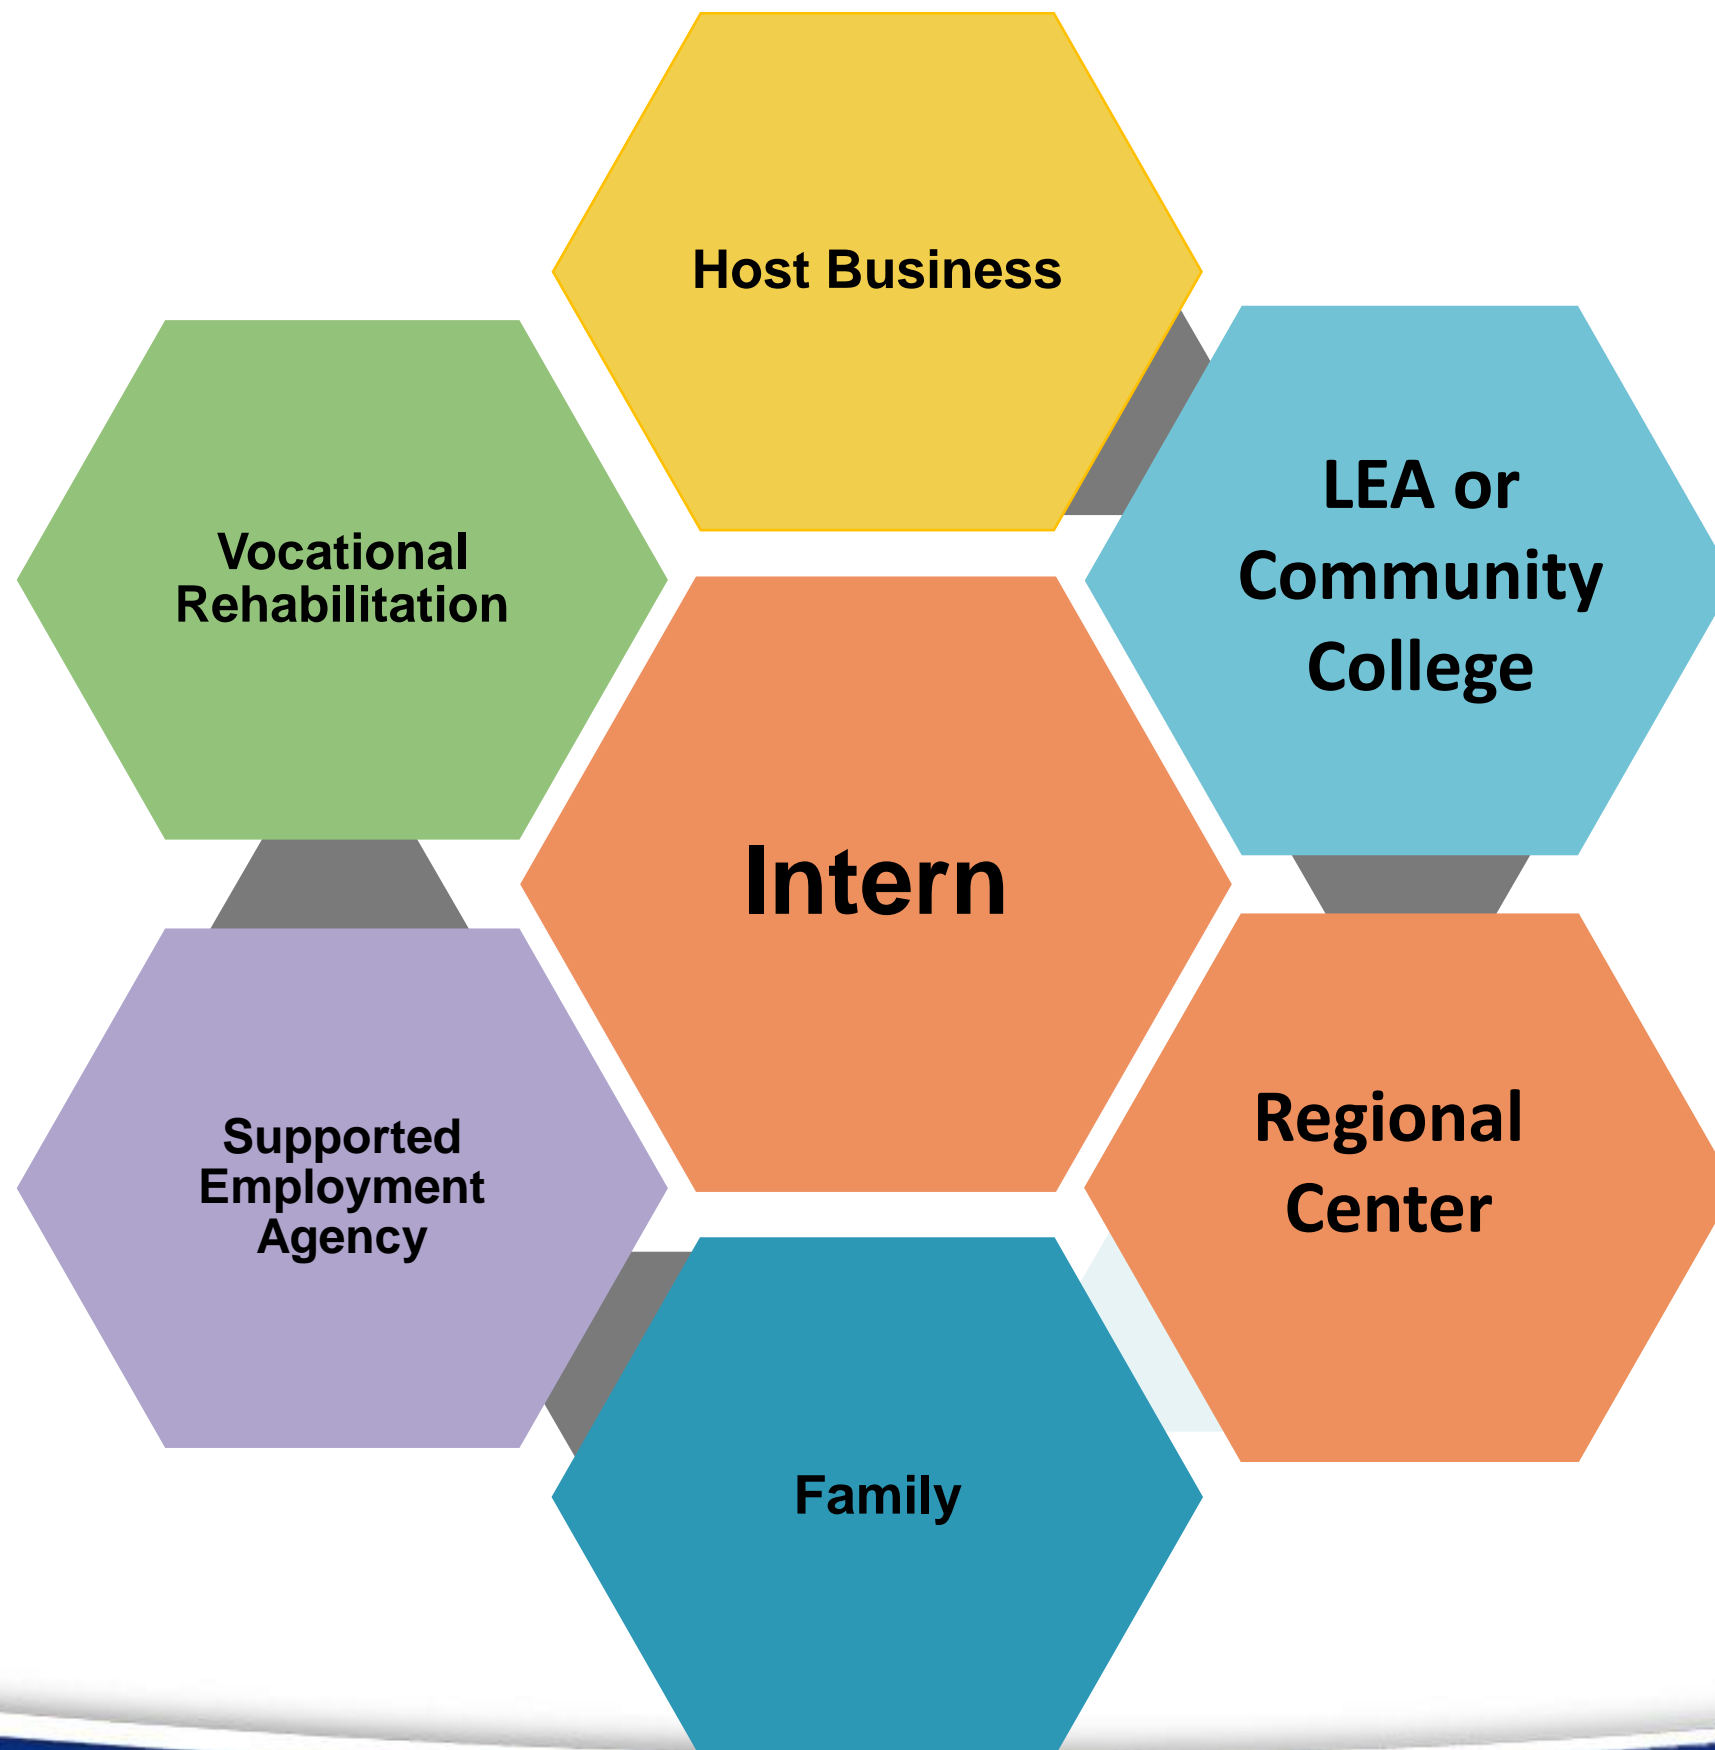 Host Business
LEA or
Community
College
Vocational
Rehabilitation
Intern
Regional
Center
Supported
Employment
Agency
Family